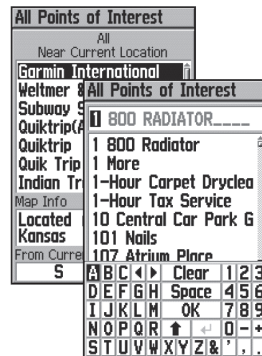 All Points of Interest
All
Near Current Location
Garmin International
Weltmer &
Subway S
Quiktrip(A
Quiktrip
Quik Trip
Indian Tr
Map Info
Located
Kansas
From Curre
S
All Points of Interest
1 800 RADIATOR____
1 800 Radiator
1 More
1-Hour Carpet Dryclea
1-Hour Tax Service
10 Central Car Park G
101 Nails
107 Atrium Place
A B C Clear 1 2 3
D E F G H Space 4 5 6
I J K L M OK 7 8 9
N O P Q R 0 - +
S T U V W X Y Z & ' , .